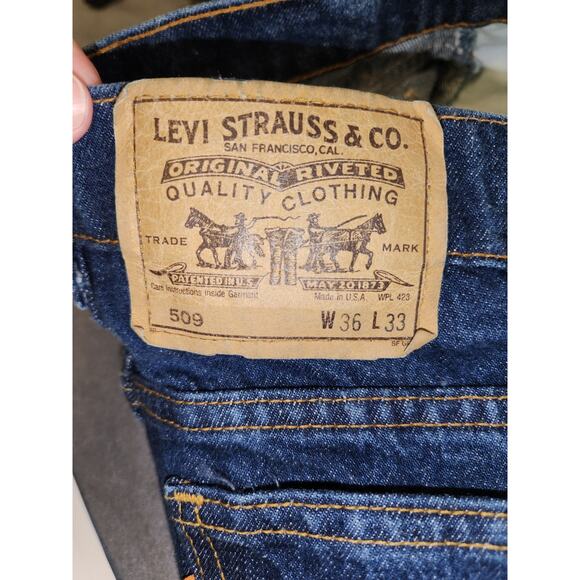 LEVI STRAUSS & CO.
SAN FRANCISCO, CAL.
ORIGINAL RIVETED
QUALITY CLOTHING
TRADE MARK
PATENTED IN U.S. MAY 20 1873
Care Instructions inside Garment Made in U.S.A. WPL 423
509 W 36 L 33